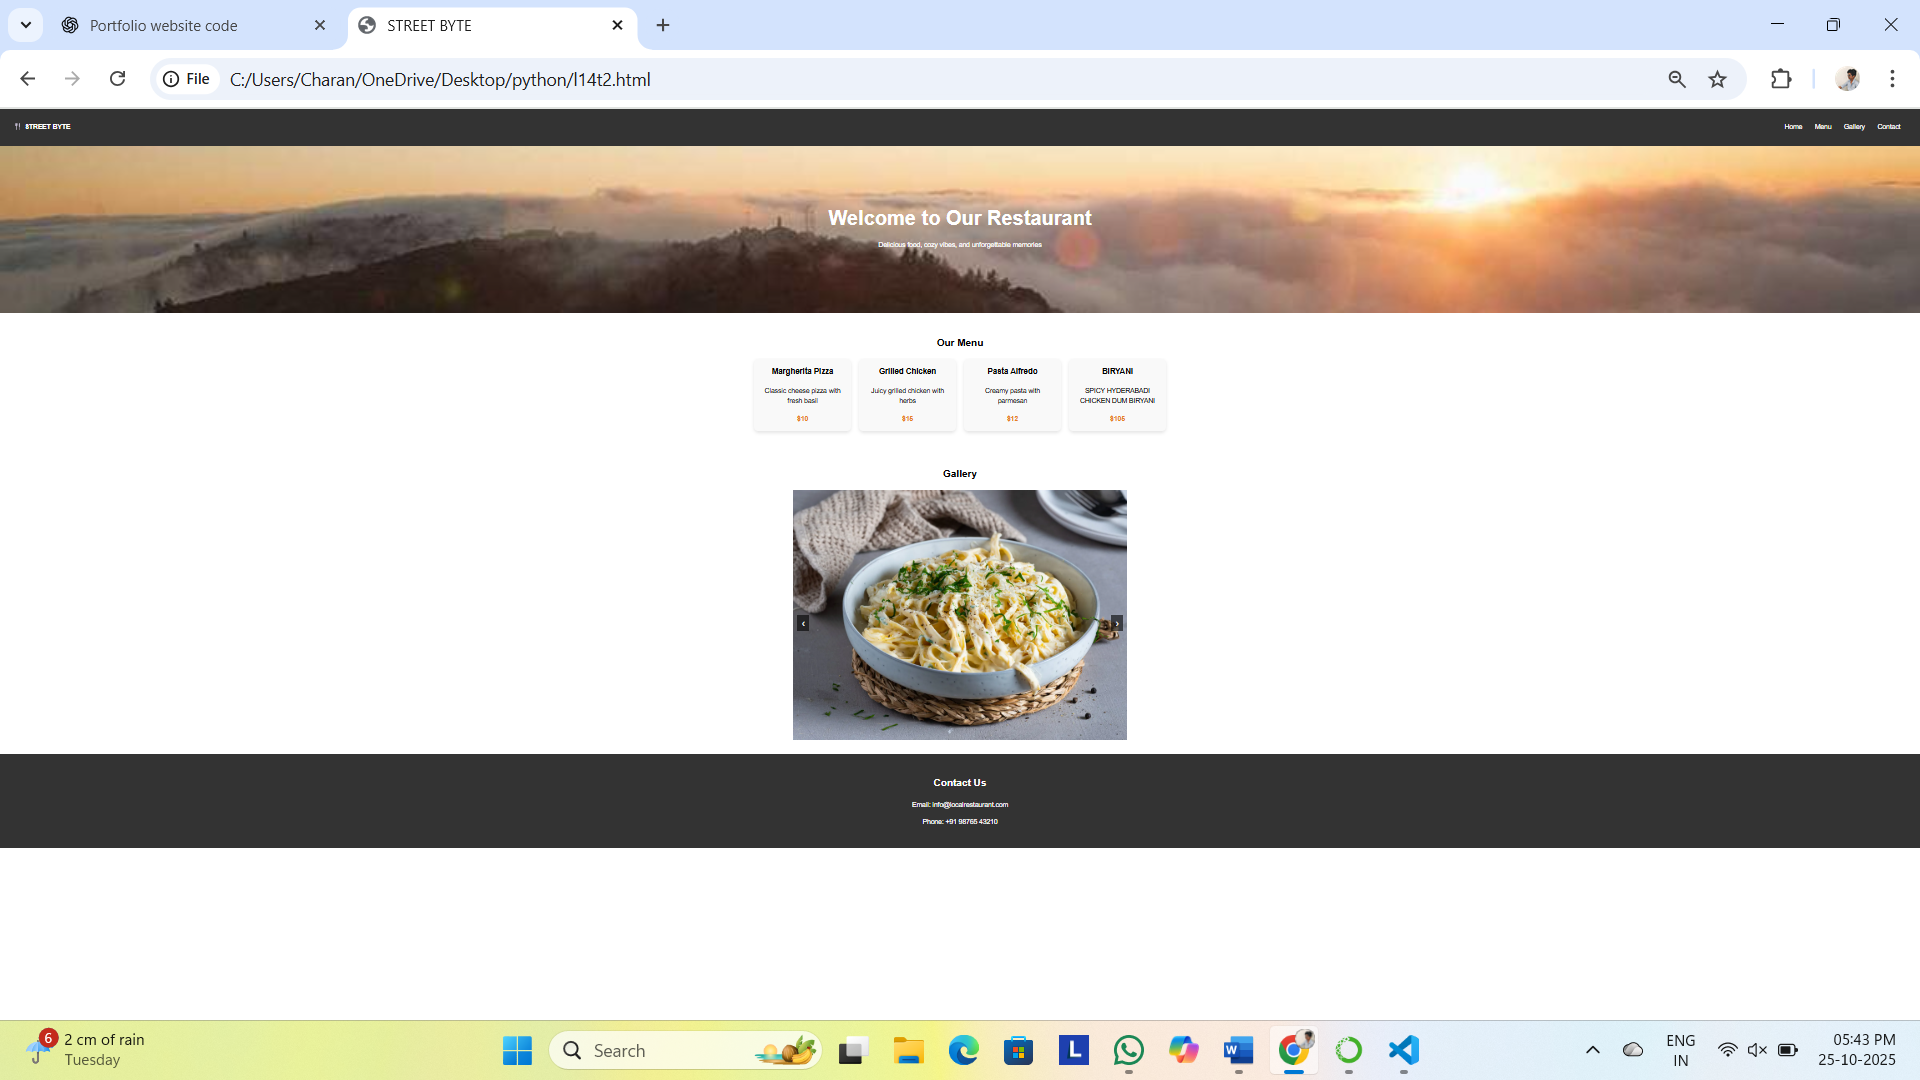 Portfolio website code
STREET BYTE
File
C:/Users/Charan/OneDrive/Desktop/python/l14t2.html
STREET BYTE
Home Menu Gallery Contact
Welcome to Our Restaurant
Delicious food, cozy vibes, and unforgettable memories
Our Menu
Margherita Pizza
Classic cheese pizza with
fresh basil
$10
Grilled Chicken
Juicy grilled chicken with
herbs
$15
Pasta Alfredo
Creamy pasta with
parmesan
$12
BIRYANI
SPICY HYDERABADI
CHICKEN DUM BIRYANI
$105
Gallery
‹
›
Contact Us
Email: info@localrestaurant.com
Phone: +91 98765 43210
6
2 cm of rain
Tuesday
Search
L
W
ENG
IN
05:43 PM
25-10-2025